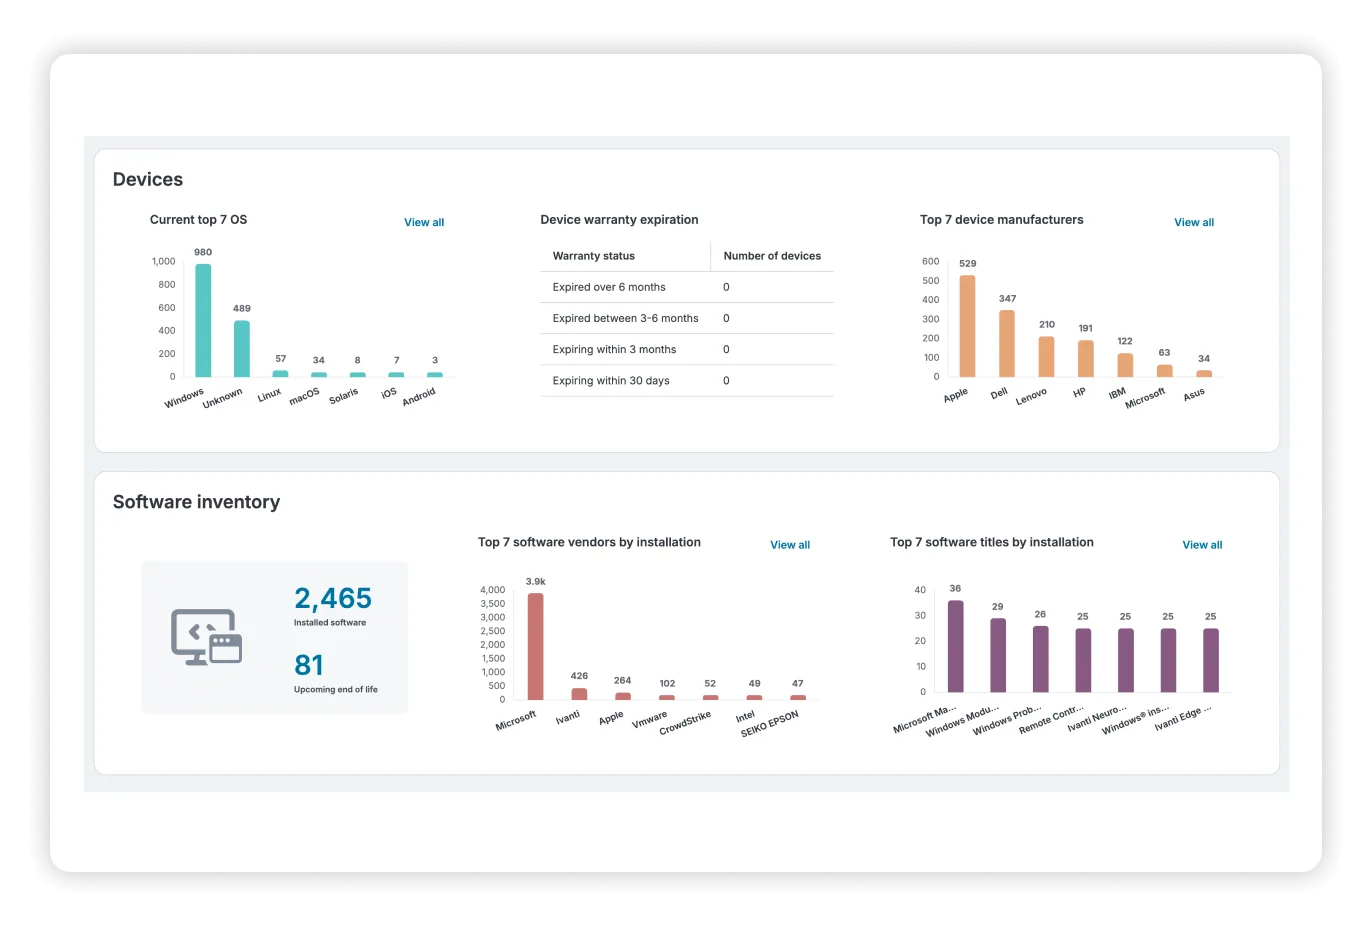 Devices
Current top 7 OS
View all
1,000
800
600
400
200
0
980
489
57
34
8
7
3
Windows
Unknown
Linux
macOS
Solaris
iOS
Android
Device warranty expiration
Warranty status Number of devices
Expired over 6 months 0
Expired between 3-6 months 0
Expiring within 3 months 0
Expiring within 30 days 0
Top 7 device manufacturers
View all
600
500
400
300
200
100
0
529
347
210
191
122
63
34
Apple
Dell
Lenovo
HP
IBM
Microsoft
Asus
Software inventory
2,465
Installed software
81
Upcoming end of life
Top 7 software vendors by installation
View all
4,000
3,500
3,000
2,500
2,000
1,500
1,000
500
0
3.9k
426
264
102
52
49
47
Microsoft
Ivanti
Apple
Vmware
CrowdStrike
Intel
SEIKO EPSON
Top 7 software titles by installation
View all
40
30
20
10
0
36
29
26
25
25
25
25
Microsoft Ma...
Windows Modu...
Windows Prob...
Remote Contr...
Ivanti Neuro...
Windows® ins...
Ivanti Edge ...